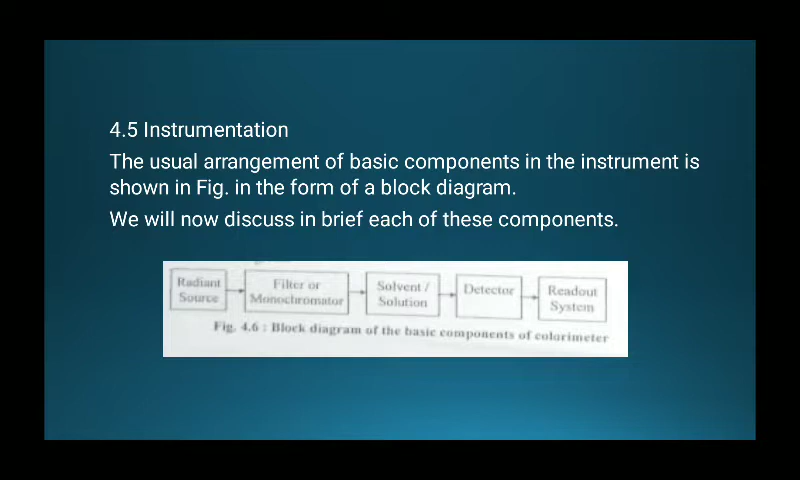 4.5 Instrumentation
The usual arrangement of basic components in the instrument is
shown in Fig. in the form of a block diagram.
We will now discuss in brief each of these components.
Radiant
Source
Filter or
Monochromator
Solvent /
Solution
Detector
Readout
System
Fig. 4.6 : Block diagram of the basic components of colorimeter